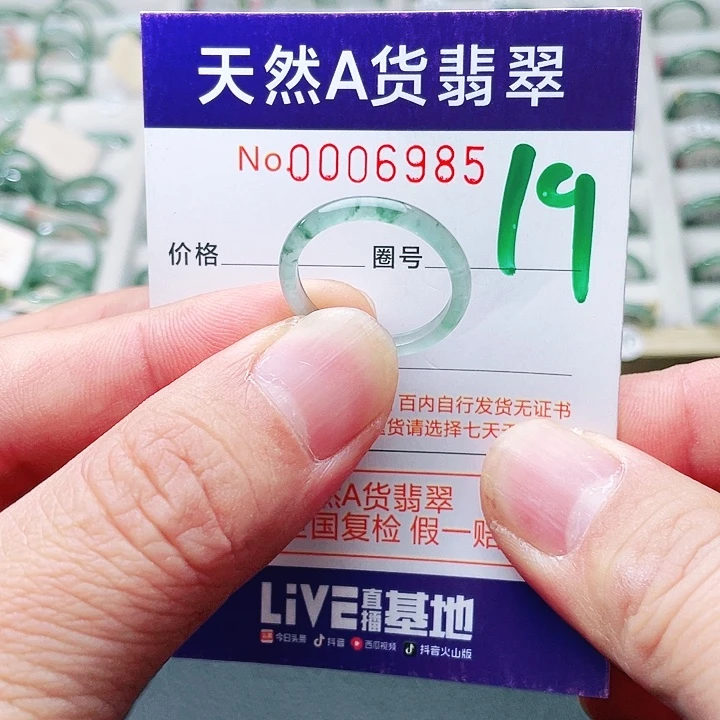 天然A货翡翠
No.0006985
19
价格 圈号
百内自行发货无证书
货请选择七天
A货翡翠
国复检 假一赔
LiVE直播基地
今日头条 抖音 西瓜视频 抖音火山版